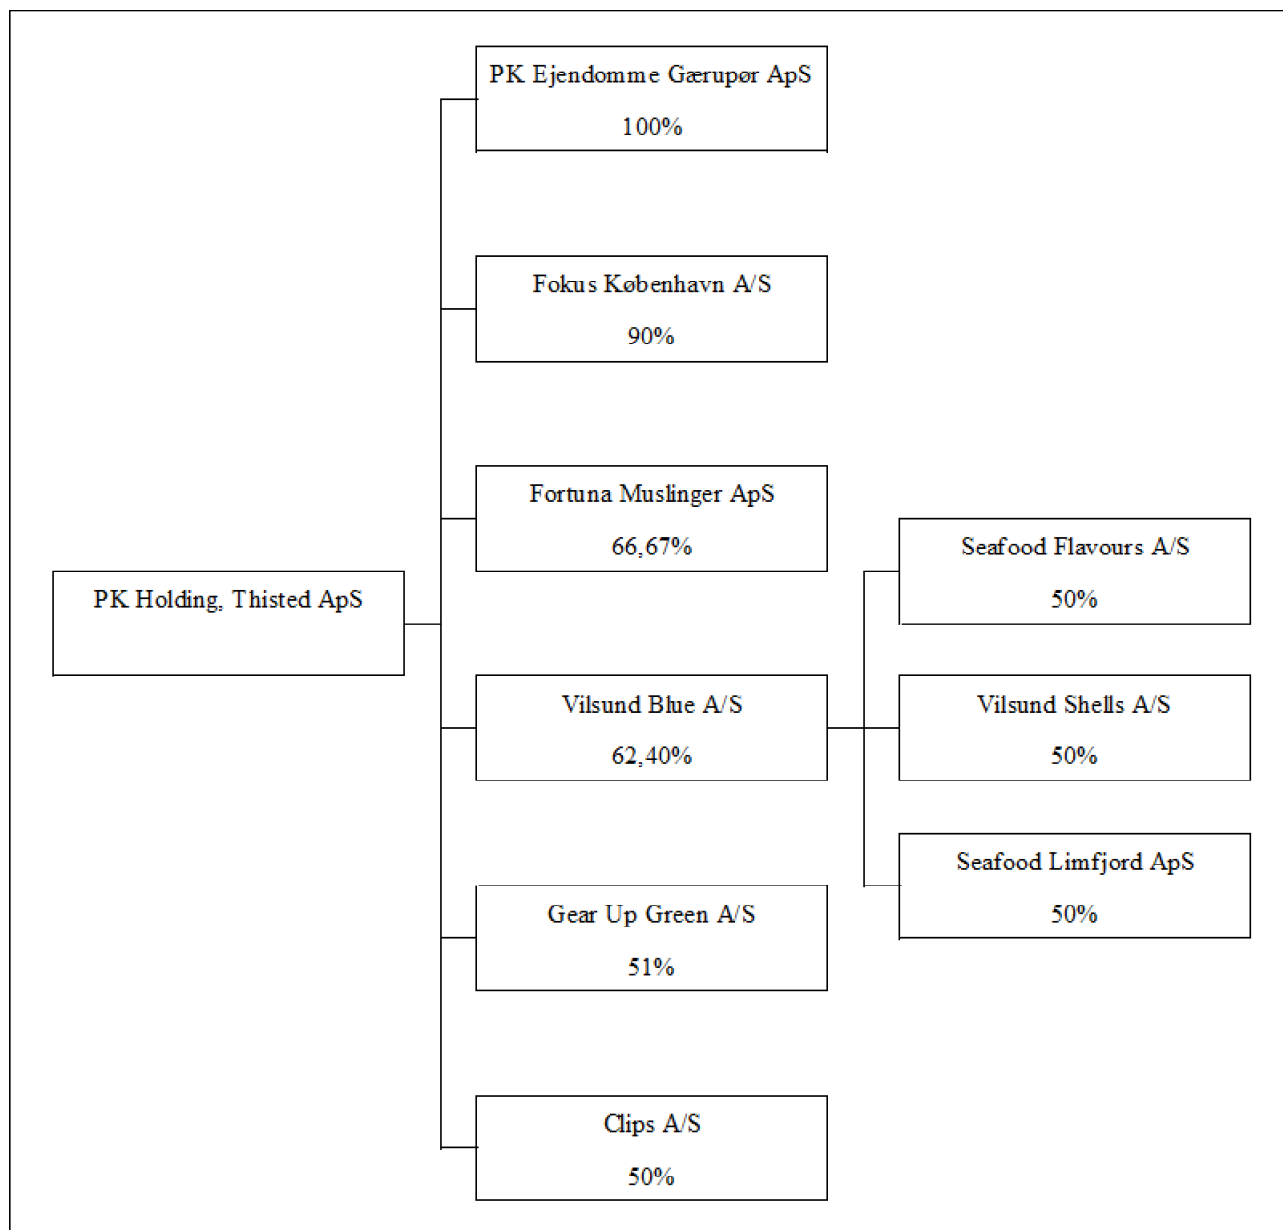 PK Ejendomme Gærupør ApS
100%
Fokus København A/S
90%
Fortuna Muslinger ApS
66,67%
Seafood Flavours A/S
50%
PK Holding, Thisted ApS
Vilsund Blue A/S
62,40%
Vilsund Shells A/S
50%
Seafood Limfjord ApS
50%
Gear Up Green A/S
51%
Clips A/S
50%